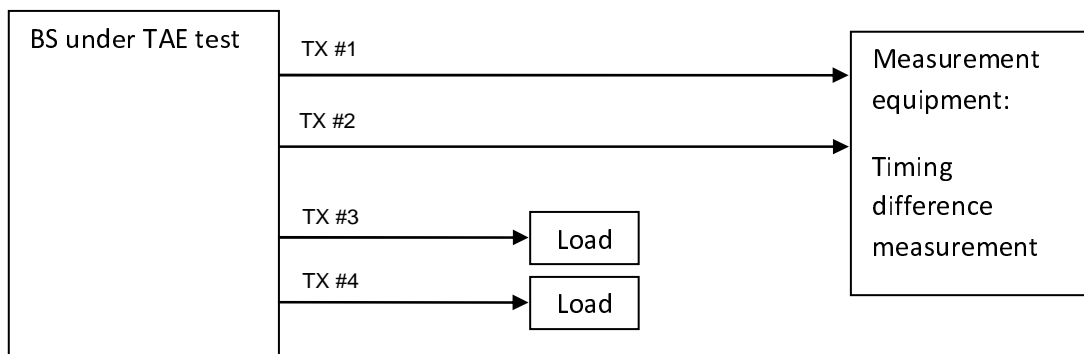 BS under TAE test
TX #1
TX #2
TX #3
TX #4
Load
Load
Measurement
equipment:
Timing
difference
measurement